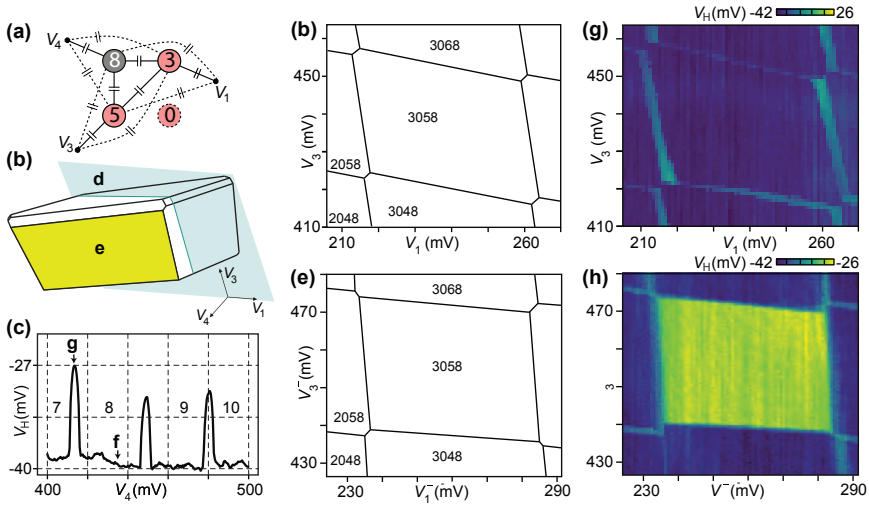 (a)
V4
8
3
V1
5
0
V3
(b)
d
e
V3
V1
V4
(c)
g
-27
7
8
9
10
f
-40
VH(mV)
400
V4(mV)
500
(b)
3068
450
3058
V3 (mV)
2058
2048
3048
410
210
V1 (mV)
260
(e)
3068
470
3058
V3⁻ (mV)
2058
2048
3048
430
230
V1⁻ (mV)
290
(g)
VH(mV) -42
26
450
V3 (mV)
410
210
V1 (mV)
260
(h)
VH(mV) -42
-26
470
3
430
230
V⁻ (mV)
290